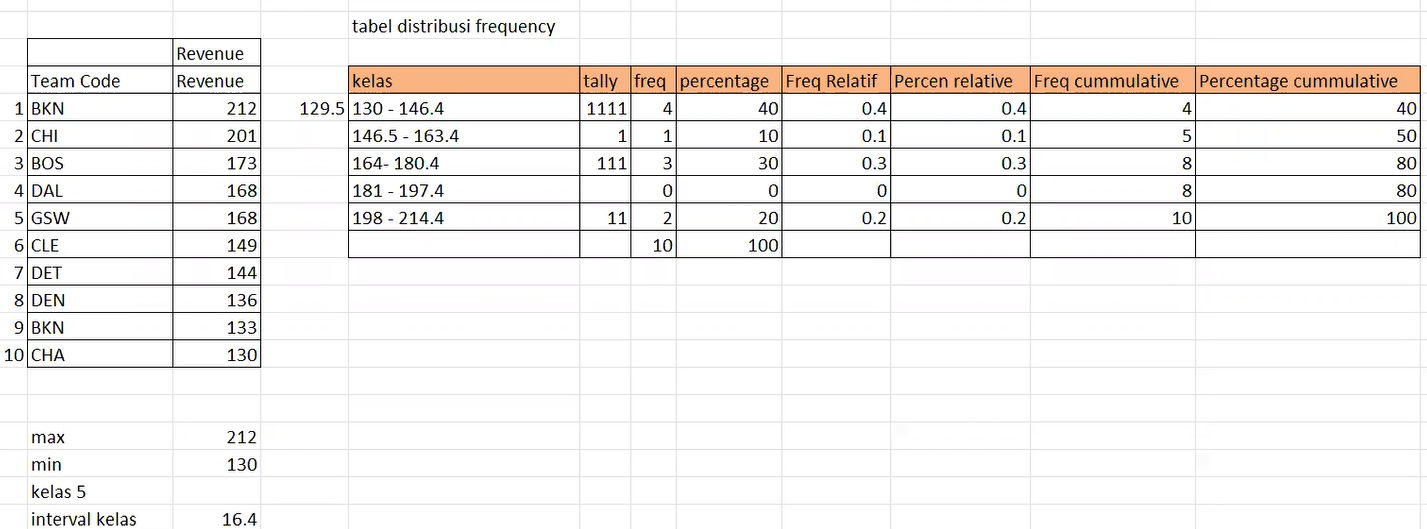 tabel distribusi frequency
Revenue
Team Code Revenue kelas tally freq percentage Freq Relatif Percen relative Freq cummulative Percentage cummulative
1 BKN 212 129.5 130 - 146.4 1111 4 40 0.4 0.4 4 40
2 CHI 201 146.5 - 163.4 1 1 10 0.1 0.1 5 50
3 BOS 173 164- 180.4 111 3 30 0.3 0.3 8 80
4 DAL 168 181 - 197.4 0 0 0 0 8 80
5 GSW 168 198 - 214.4 11 2 20 0.2 0.2 10 100
6 CLE 149 10 100
7 DET 144
8 DEN 136
9 BKN 133
10 CHA 130
max 212
min 130
kelas 5
interval kelas 16.4